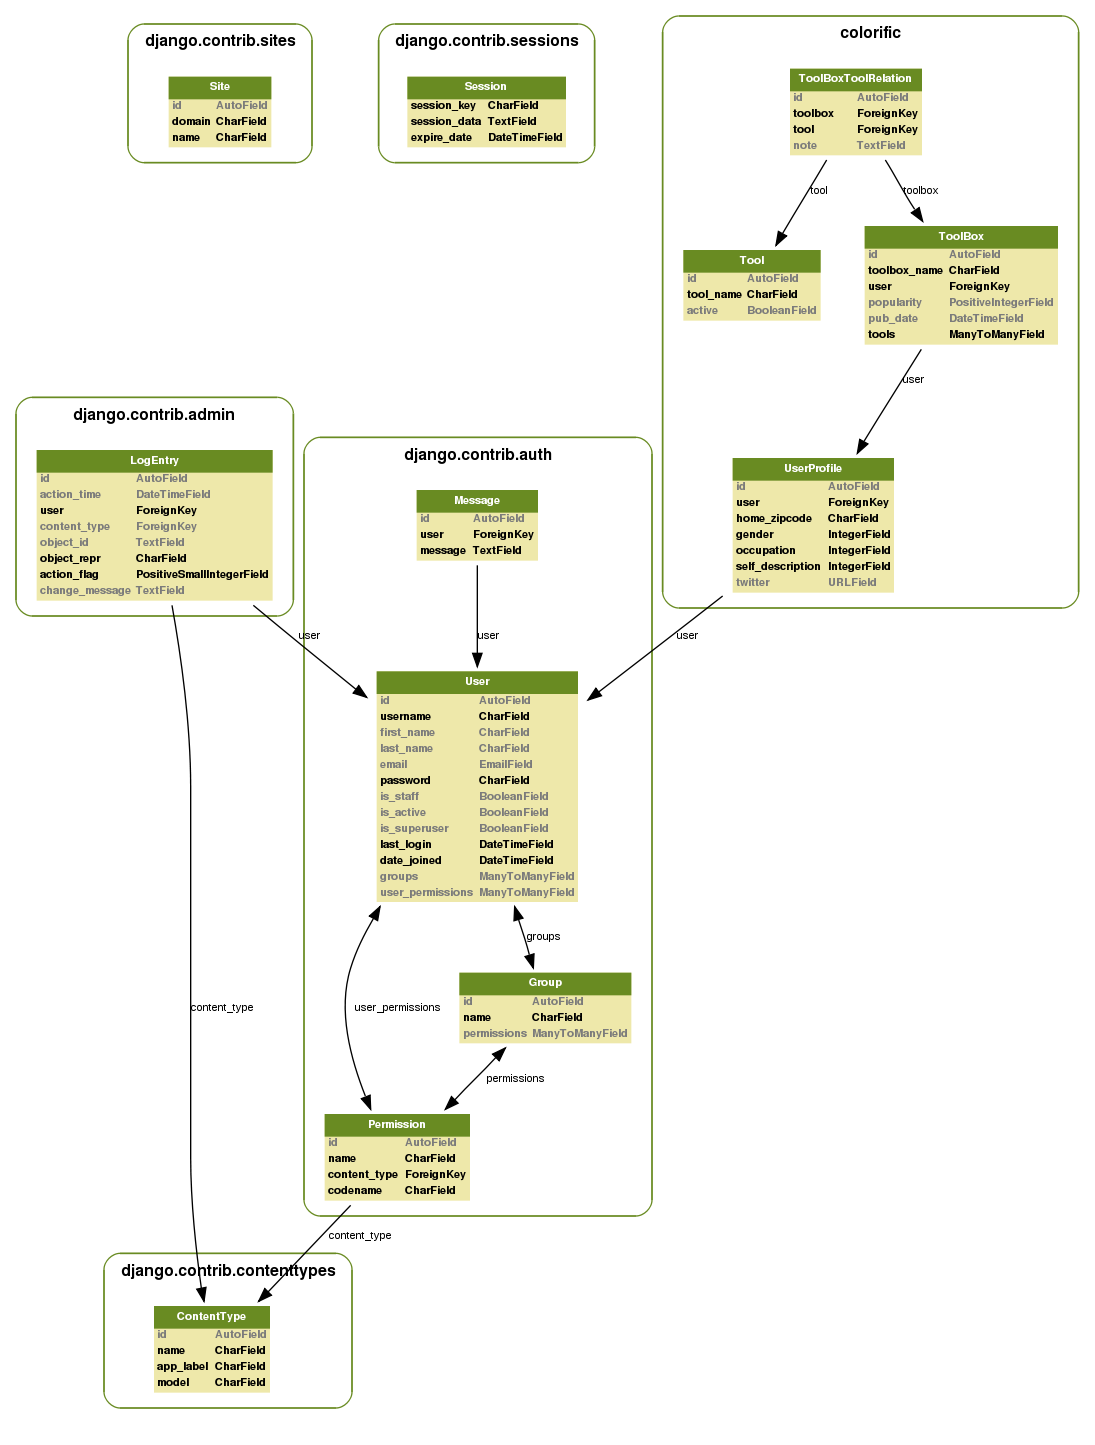 django.contrib.sites
Site
id AutoField
domain CharField
name CharField
django.contrib.sessions
Session
session_key CharField
session_data TextField
expire_date DateTimeField
colorific
ToolBoxToolRelation
id AutoField
toolbox ForeignKey
tool ForeignKey
note TextField
tool
toolbox
Tool
id AutoField
tool_name CharField
active BooleanField
ToolBox
id AutoField
toolbox_name CharField
user ForeignKey
popularity PositiveIntegerField
pub_date DateTimeField
tools ManyToManyField
user
UserProfile
id AutoField
user ForeignKey
home_zipcode CharField
gender IntegerField
occupation IntegerField
self_description IntegerField
twitter URLField
user
django.contrib.admin
LogEntry
id AutoField
action_time DateTimeField
user ForeignKey
content_type ForeignKey
object_id TextField
object_repr CharField
action_flag PositiveSmallIntegerField
change_message TextField
user
content_type
django.contrib.auth
Message
id AutoField
user ForeignKey
message TextField
user
User
id AutoField
username CharField
first_name CharField
last_name CharField
email EmailField
password CharField
is_staff BooleanField
is_active BooleanField
is_superuser BooleanField
last_login DateTimeField
date_joined DateTimeField
groups ManyToManyField
user_permissions ManyToManyField
groups
user_permissions
Group
id AutoField
name CharField
permissions ManyToManyField
permissions
Permission
id AutoField
name CharField
content_type ForeignKey
codename CharField
content_type
django.contrib.contenttypes
ContentType
id AutoField
name CharField
app_label CharField
model CharField